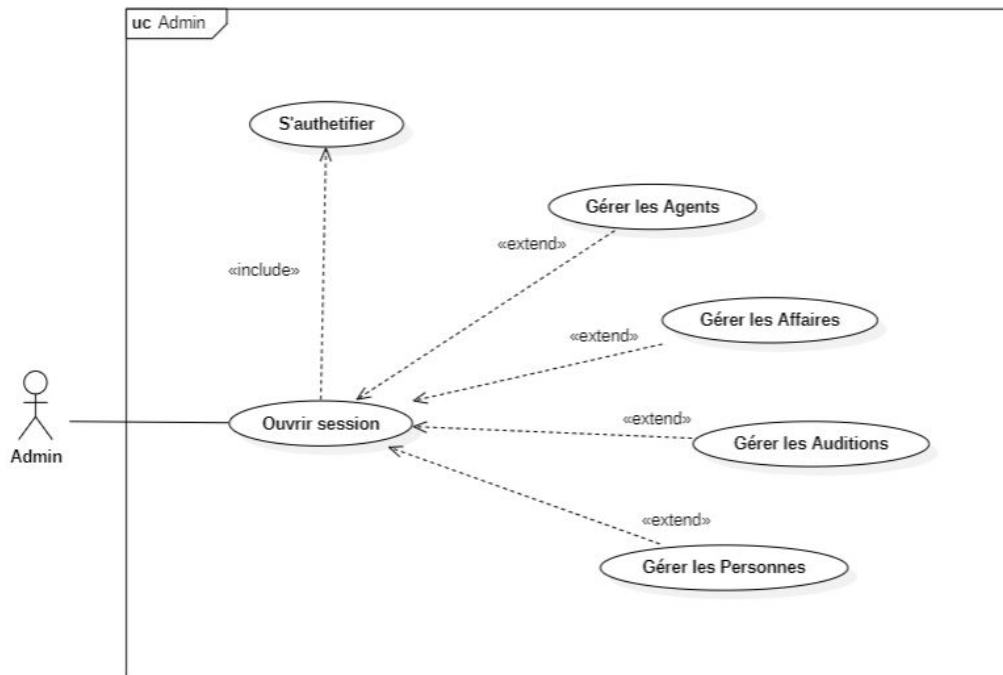 uc Admin
S'authetifier
Gérer les Agents
«extend»
«include»
Gérer les Affaires
«extend»
Admin
Ouvrir session
«extend»
Gérer les Auditions
«extend»
Gérer les Personnes